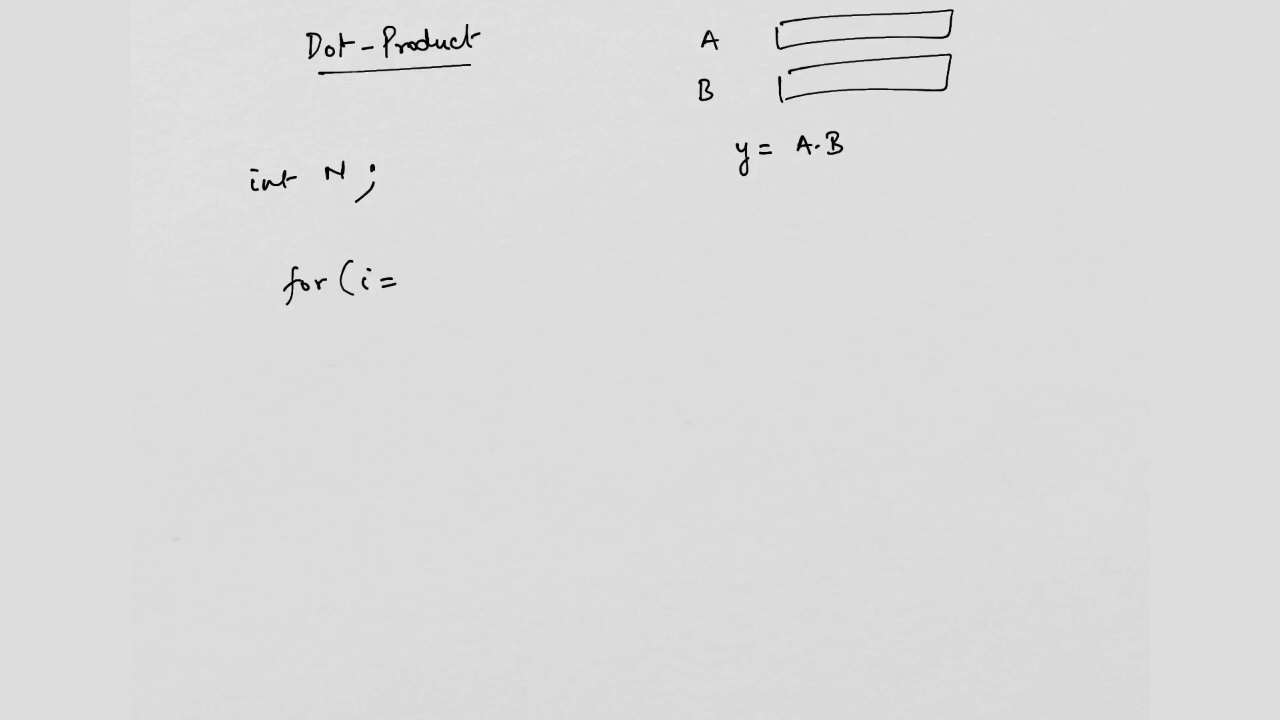 Dot-Product
A
B
y = A.B
int N;
for (i =